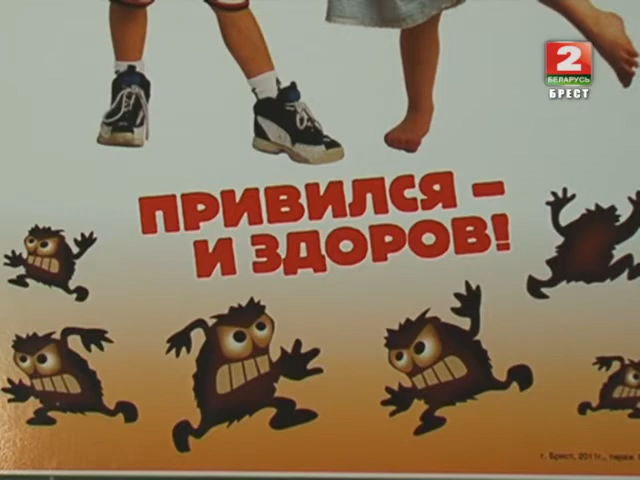 2
БЕЛАРУСЬ
БРЕСТ
ПРИВИЛСЯ –
И ЗДОРОВ!
г. Брест, 2011г., тираж